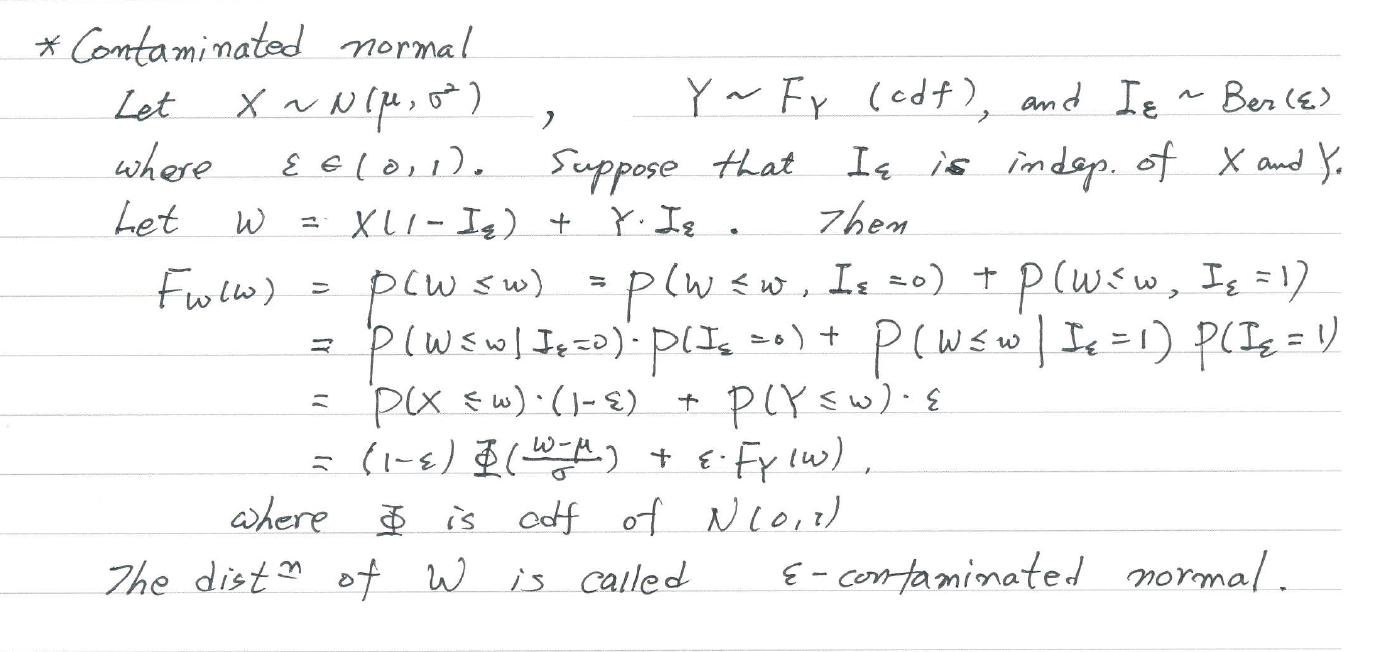 * Contaminated normal
Let X ~ N(μ, σ²), Y ~ F_Y (cdf), and I_ε ~ Ber(ε)
where ε ∈ (0,1). Suppose that I_ε is indep. of X and Y.
Let W = X(1-I_ε) + Y·I_ε. Then
F_W(w) = P(W ≤ w) = P(W ≤ w, I_ε = 0) + P(W ≤ w, I_ε = 1)
= P(W ≤ w | I_ε = 0)·P(I_ε = 0) + P(W ≤ w | I_ε = 1) P(I_ε = 1)
= P(X ≤ w)·(1-ε) + P(Y ≤ w)·ε
= (1-ε) Φ((w-μ)/σ) + ε·F_Y(w),
where Φ is cdf of N(0,1)
The distⁿ of W is called ε-contaminated normal.